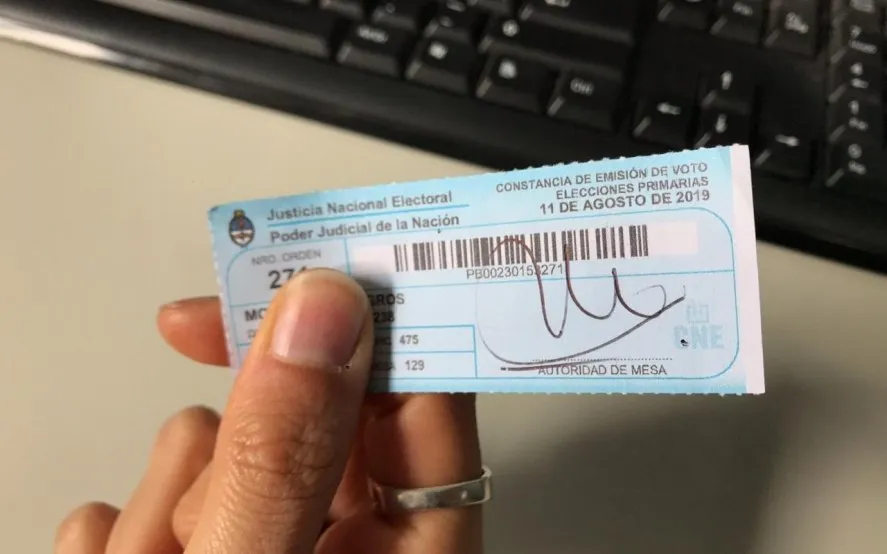 Justicia Nacional Electoral
Poder Judicial de la Nación
CONSTANCIA DE EMISIÓN DE VOTO
ELECCIONES PRIMARIAS
11 DE AGOSTO DE 2019
NRO. ORDEN
PB00230153271
475
129
CNE
AUTORIDAD DE MESA